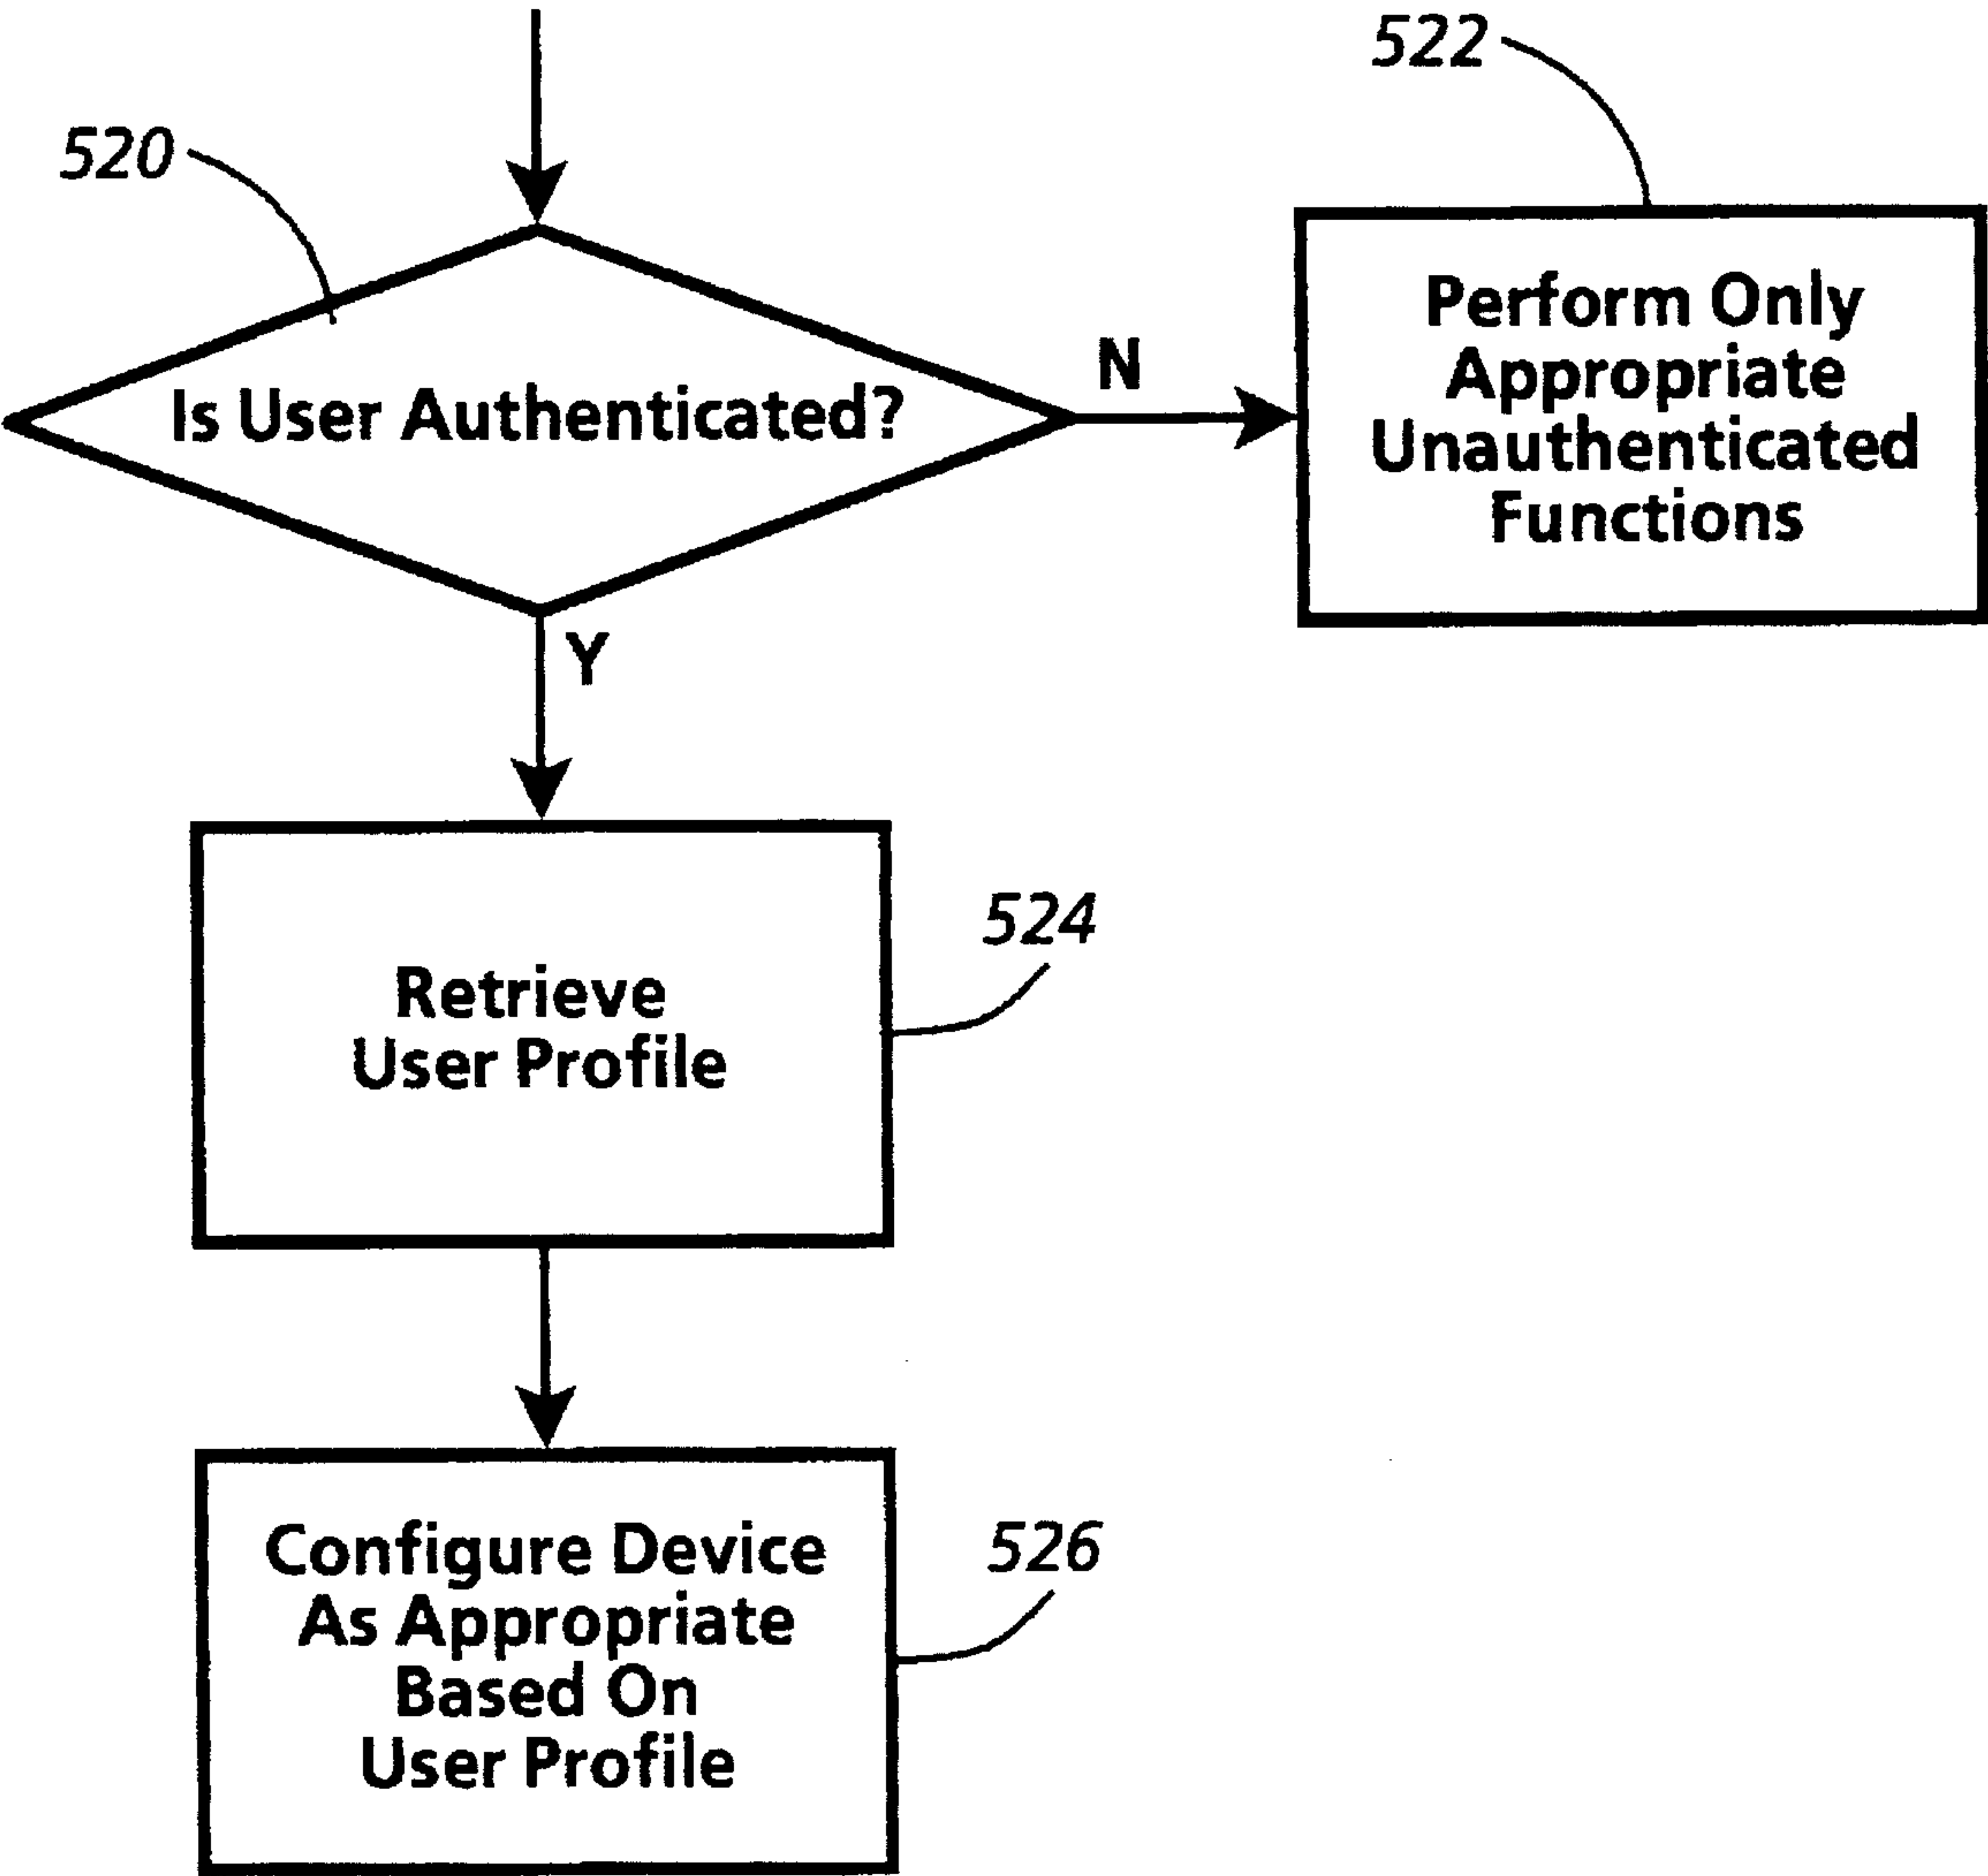 522
520
Perform Only
Appropriate
Unauthenticated
Functions
Is User Authenticated?
N
Y
524
Retrieve
User Profile
526
Configure Device
As Appropriate
Based On
User Profile